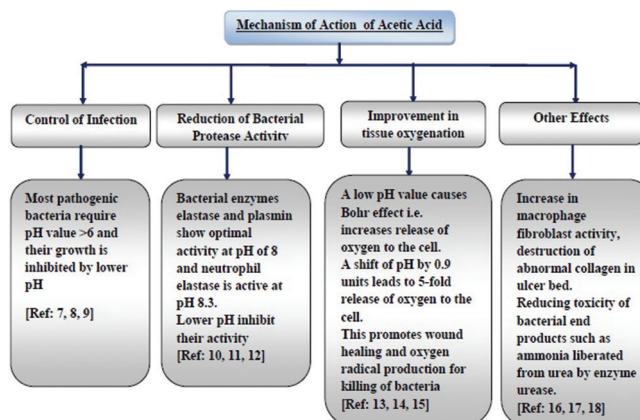 Mechanism of Action of Acetic Acid
Control of Infection
Reduction of Bacterial
Protease Activity
Improvement in
tissue oxygenation
Other Effects
Most pathogenic
bacteria require
pH value >6 and
their growth is
inhibited by lower
pH
[Ref: 7, 8, 9]
Bacterial enzymes
elastase and plasmin
show optimal
activity at pH of 8
and neutrophil
elastase is active at
pH 8.3.
Lower pH inhibit
their activity
[Ref: 10, 11, 12]
A low pH value causes
Bohr effect i.e.
increases release of
oxygen to the cell.
A shift of pH by 0.9
units leads to 5-fold
release of oxygen to the
cell.
This promotes wound
healing and oxygen
radical production for
killing of bacteria
[Ref: 13, 14, 15]
Increase in
macrophage
fibroblast activity,
destruction of
abnormal collagen in
ulcer bed.
Reducing toxicity of
bacterial end
products such as
ammonia liberated
from urea by enzyme
urease.
[Ref: 16, 17, 18]